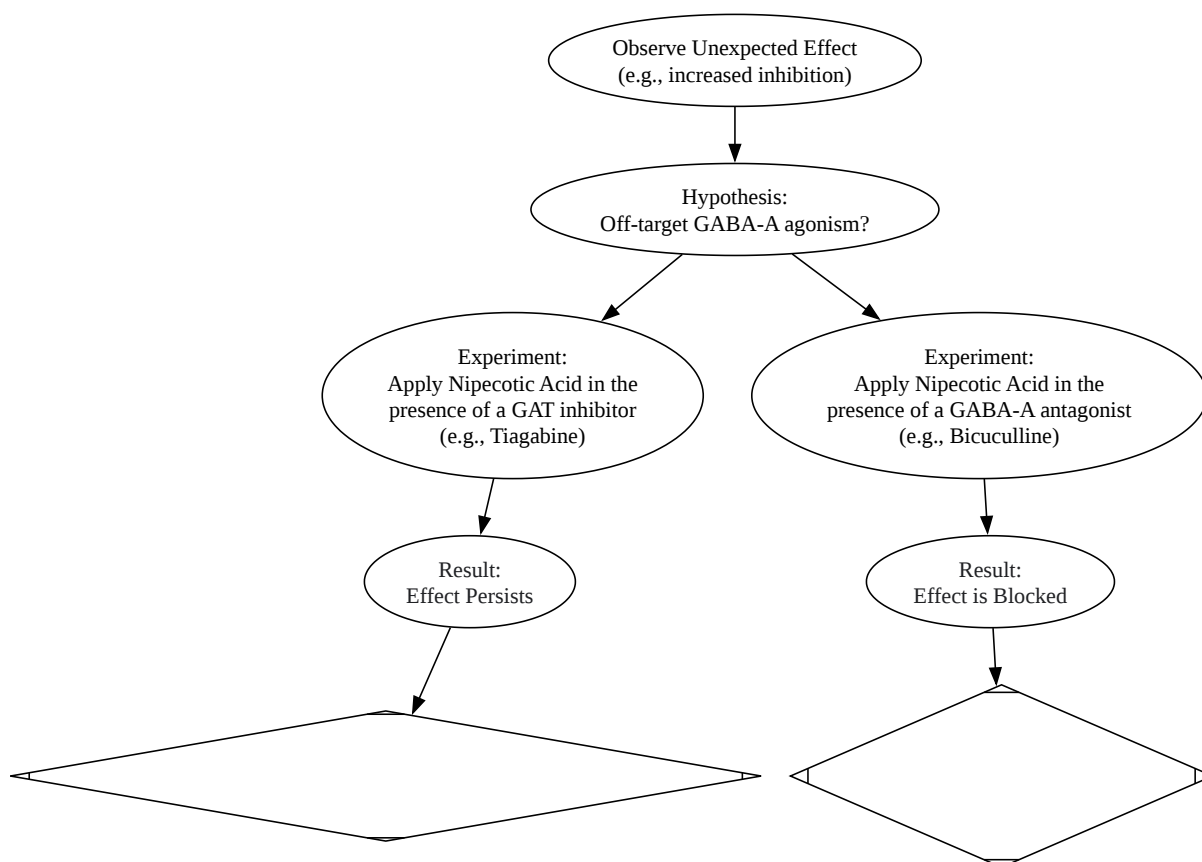 Observe Unexpected Effect
(e.g., increased inhibition)
Hypothesis:
Off-target GABA-A agonism?
Experiment:
Apply Nipecotic Acid in the
presence of a GAT inhibitor
(e.g., Tiagabine)
Experiment:
Apply Nipecotic Acid in the
presence of a GABA-A antagonist
(e.g., Bicuculline)
Result:
Effect Persists
Result:
Effect is Blocked